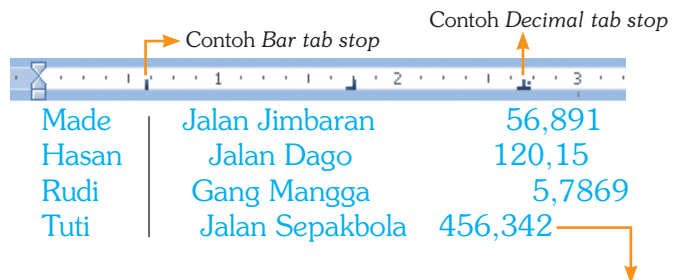 Contoh Decimal tab stop
Contoh Bar tab stop
1 2 3
Made Jalan Jimbaran 56,891
Hasan Jalan Dago 120,15
Rudi Gang Mangga 5,7869
Tuti Jalan Sepakbola 456,342